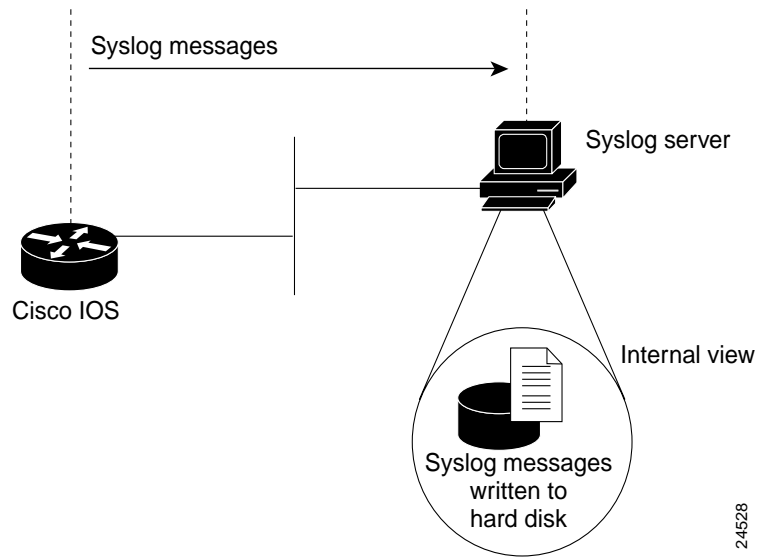 Syslog messages
Syslog server
Cisco IOS
Internal view
Syslog messages
written to
hard disk
24528